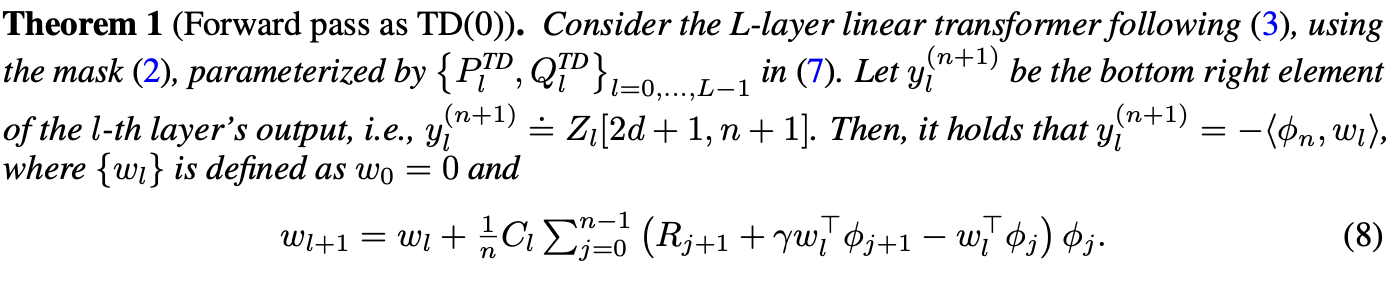 Theorem 1 (Forward pass as TD(0)). Consider the L-layer linear transformer following (3), using
the mask (2), parameterized by {P_l^{TD}, Q_l^{TD}}_{l=0,...,L−1} in (7). Let y_l^{(n+1)} be the bottom right element
of the l-th layer's output, i.e., y_l^{(n+1)} ≐ Z_l[2d + 1, n + 1]. Then, it holds that y_l^{(n+1)} = −⟨ϕ_n, w_l⟩,
where {w_l} is defined as w_0 = 0 and
w_{l+1} = w_l + \frac{1}{n} C_l ∑_{j=0}^{n−1} (R_{j+1} + γw_l^⊤ϕ_{j+1} − w_l^⊤ϕ_j) ϕ_j. (8)